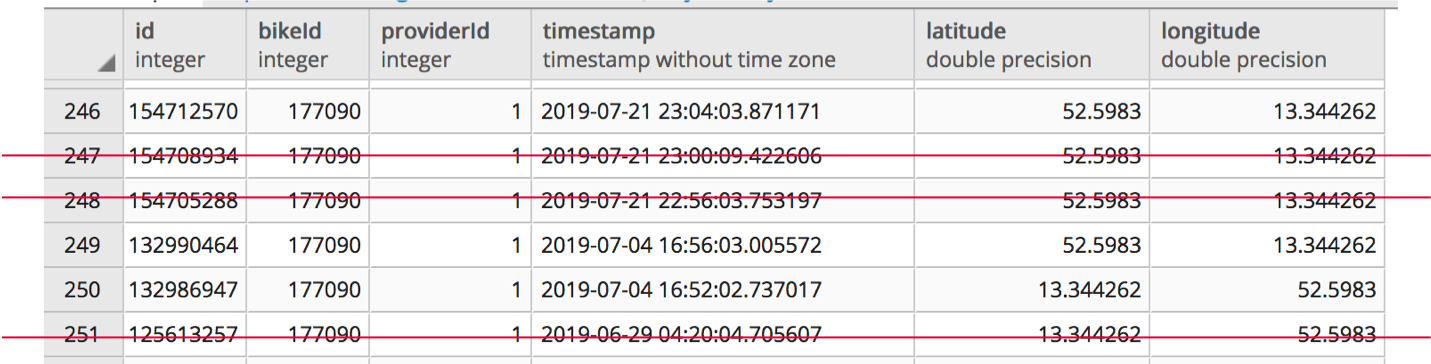 id bikeId providerId timestamp latitude longitude
integer integer integer timestamp without time zone double precision double precision
246 154712570 177090 1 2019-07-21 23:04:03.871171 52.5983 13.344262
247 154708934 177090 1 2019-07-21 23:00:09.422606 52.5983 13.344262
248 154705288 177090 1 2019-07-21 22:56:03.753197 52.5983 13.344262
249 132990464 177090 1 2019-07-04 16:56:03.005572 52.5983 13.344262
250 132986947 177090 1 2019-07-04 16:52:02.737017 13.344262 52.5983
251 125613257 177090 1 2019-06-29 04:20:04.705607 13.344262 52.5983